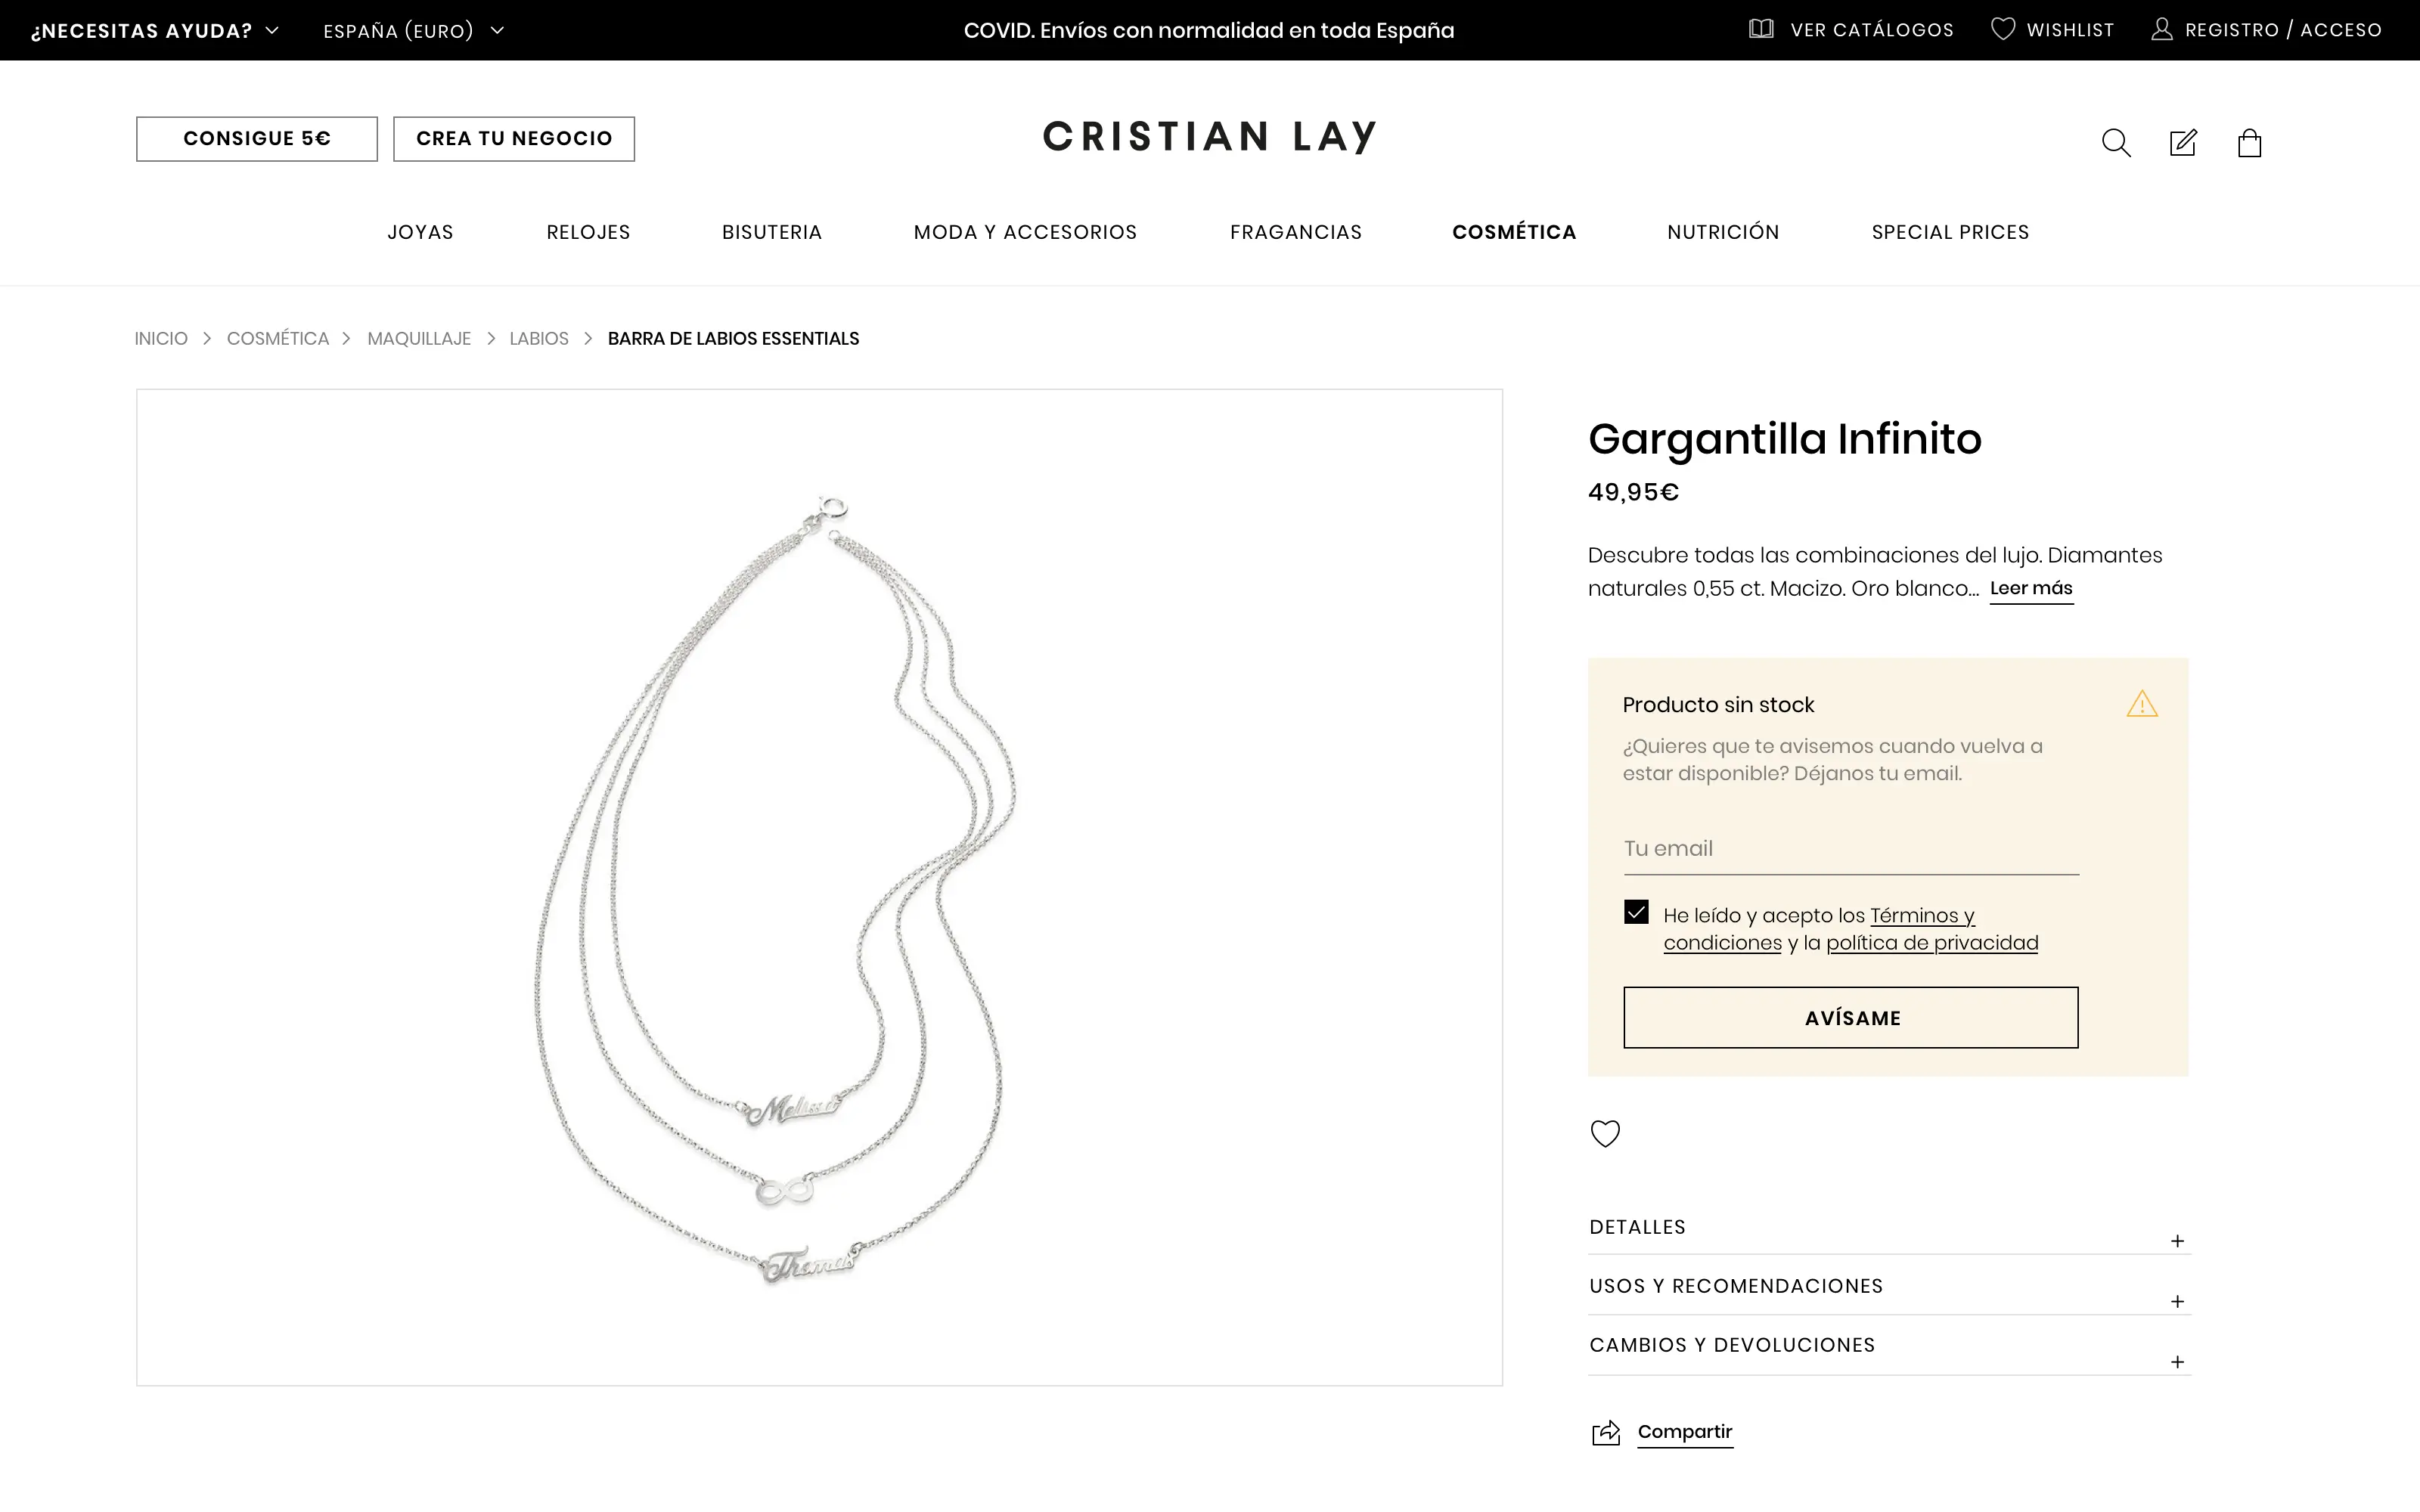 ¿NECESITAS AYUDA?
ESPAÑA (EURO)
COVID. Envíos con normalidad en toda España
VER CATÁLOGOS
WISHLIST
REGISTRO / ACCESO
CONSIGUE 5€
CREA TU NEGOCIO
CRISTIAN LAY
JOYAS
RELOJES
BISUTERIA
MODA Y ACCESORIOS
FRAGANCIAS
COSMÉTICA
NUTRICIÓN
SPECIAL PRICES
INICIO > COSMÉTICA > MAQUILLAJE > LABIOS > BARRA DE LABIOS ESSENTIALS
Melissa
Thomas
Gargantilla Infinito
49,95€
Descubre todas las combinaciones del lujo. Diamantes
naturales 0,55 ct. Macizo. Oro blanco... Leer más
Producto sin stock
¿Quieres que te avisemos cuando vuelva a
estar disponible? Déjanos tu email.
Tu email
He leído y acepto los Términos y
condiciones y la política de privacidad
AVÍSAME
DETALLES
+
USOS Y RECOMENDACIONES
+
CAMBIOS Y DEVOLUCIONES
+
Compartir